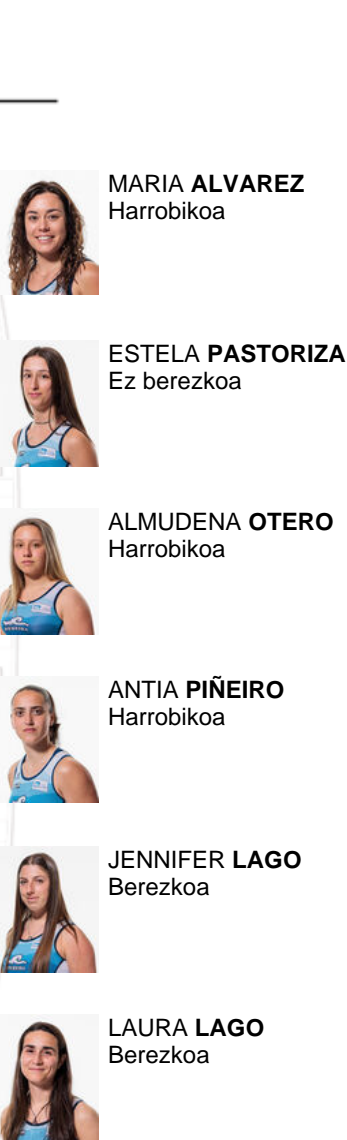 MARIA ALVAREZ
Harrobikoa
ESTELA PASTORIZA
Ez berezkoa
ALMUDENA OTERO
Harrobikoa
ANTIA PIÑEIRO
Harrobikoa
JENNIFER LAGO
Berezkoa
LAURA LAGO
Berezkoa